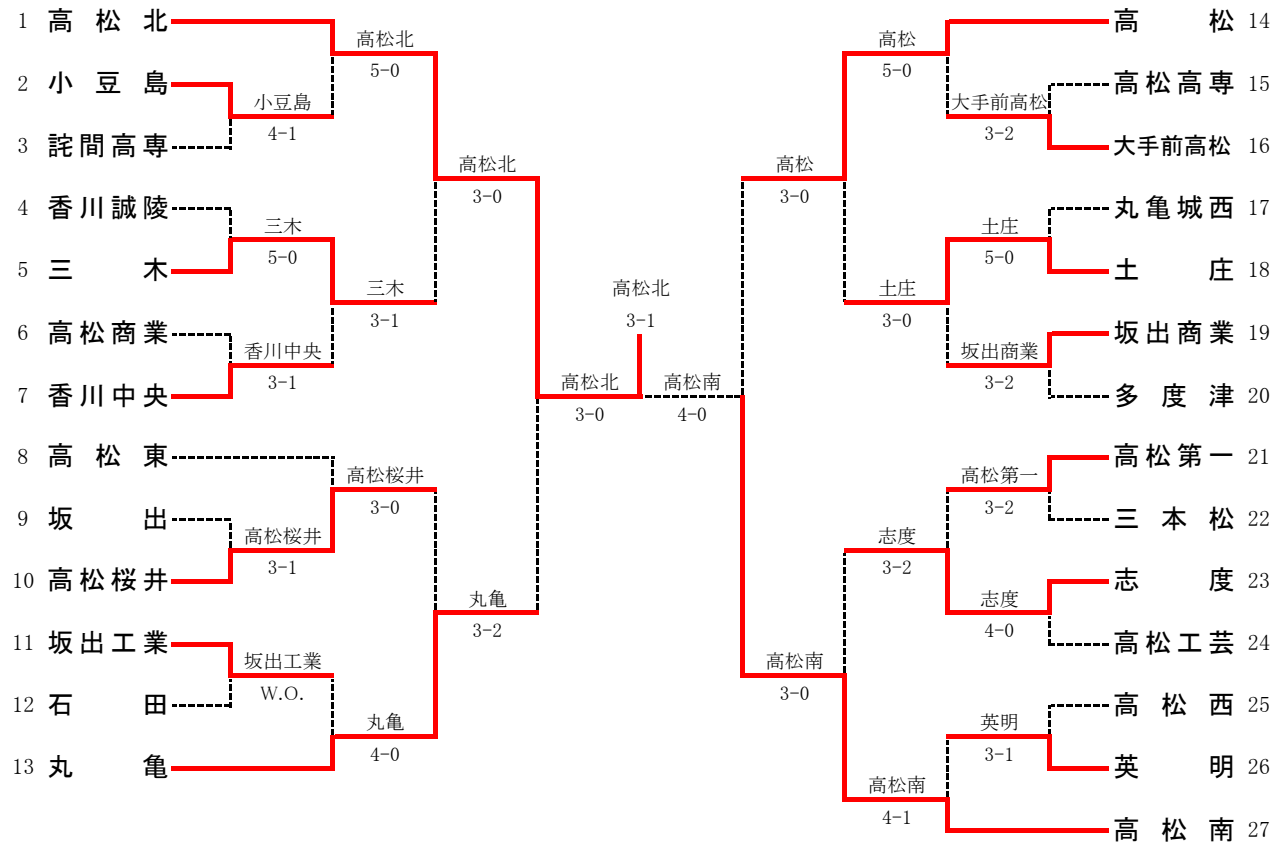 1 高松北
2 小豆島
3 詫間高専
4 香川誠陵
5 三木
6 高松商業
7 香川中央
8 高松東
9 坂出
10 高松桜井
11 坂出工業
12 石田
13 丸亀
小豆島
4-1
三木
5-0
香川中央
3-1
高松桜井
3-1
坂出工業
W.O.
高松北
5-0
三木
3-1
高松桜井
3-0
丸亀
4-0
高松北
3-0
丸亀
3-2
高松北
3-0
高松北
3-1
高松南
4-0
高松
3-0
高松南
3-0
高松
5-0
土庄
3-0
志度
3-2
高松南
4-1
大手前高松
3-2
土庄
5-0
坂出商業
3-2
高松第一
3-2
志度
4-0
英明
3-1
高松 14
高松高専 15
大手前高松 16
丸亀城西 17
土庄 18
坂出商業 19
多度津 20
高松第一 21
三本松 22
志度 23
高松工芸 24
高松西 25
英明 26
高松南 27